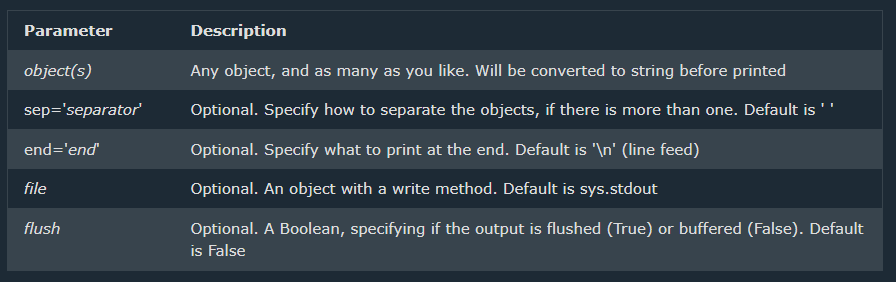 Parameter Description
object(s) Any object, and as many as you like. Will be converted to string before printed
sep='separator' Optional. Specify how to separate the objects, if there is more than one. Default is ' '
end='end' Optional. Specify what to print at the end. Default is '\n' (line feed)
file Optional. An object with a write method. Default is sys.stdout
flush Optional. A Boolean, specifying if the output is flushed (True) or buffered (False). Default
is False